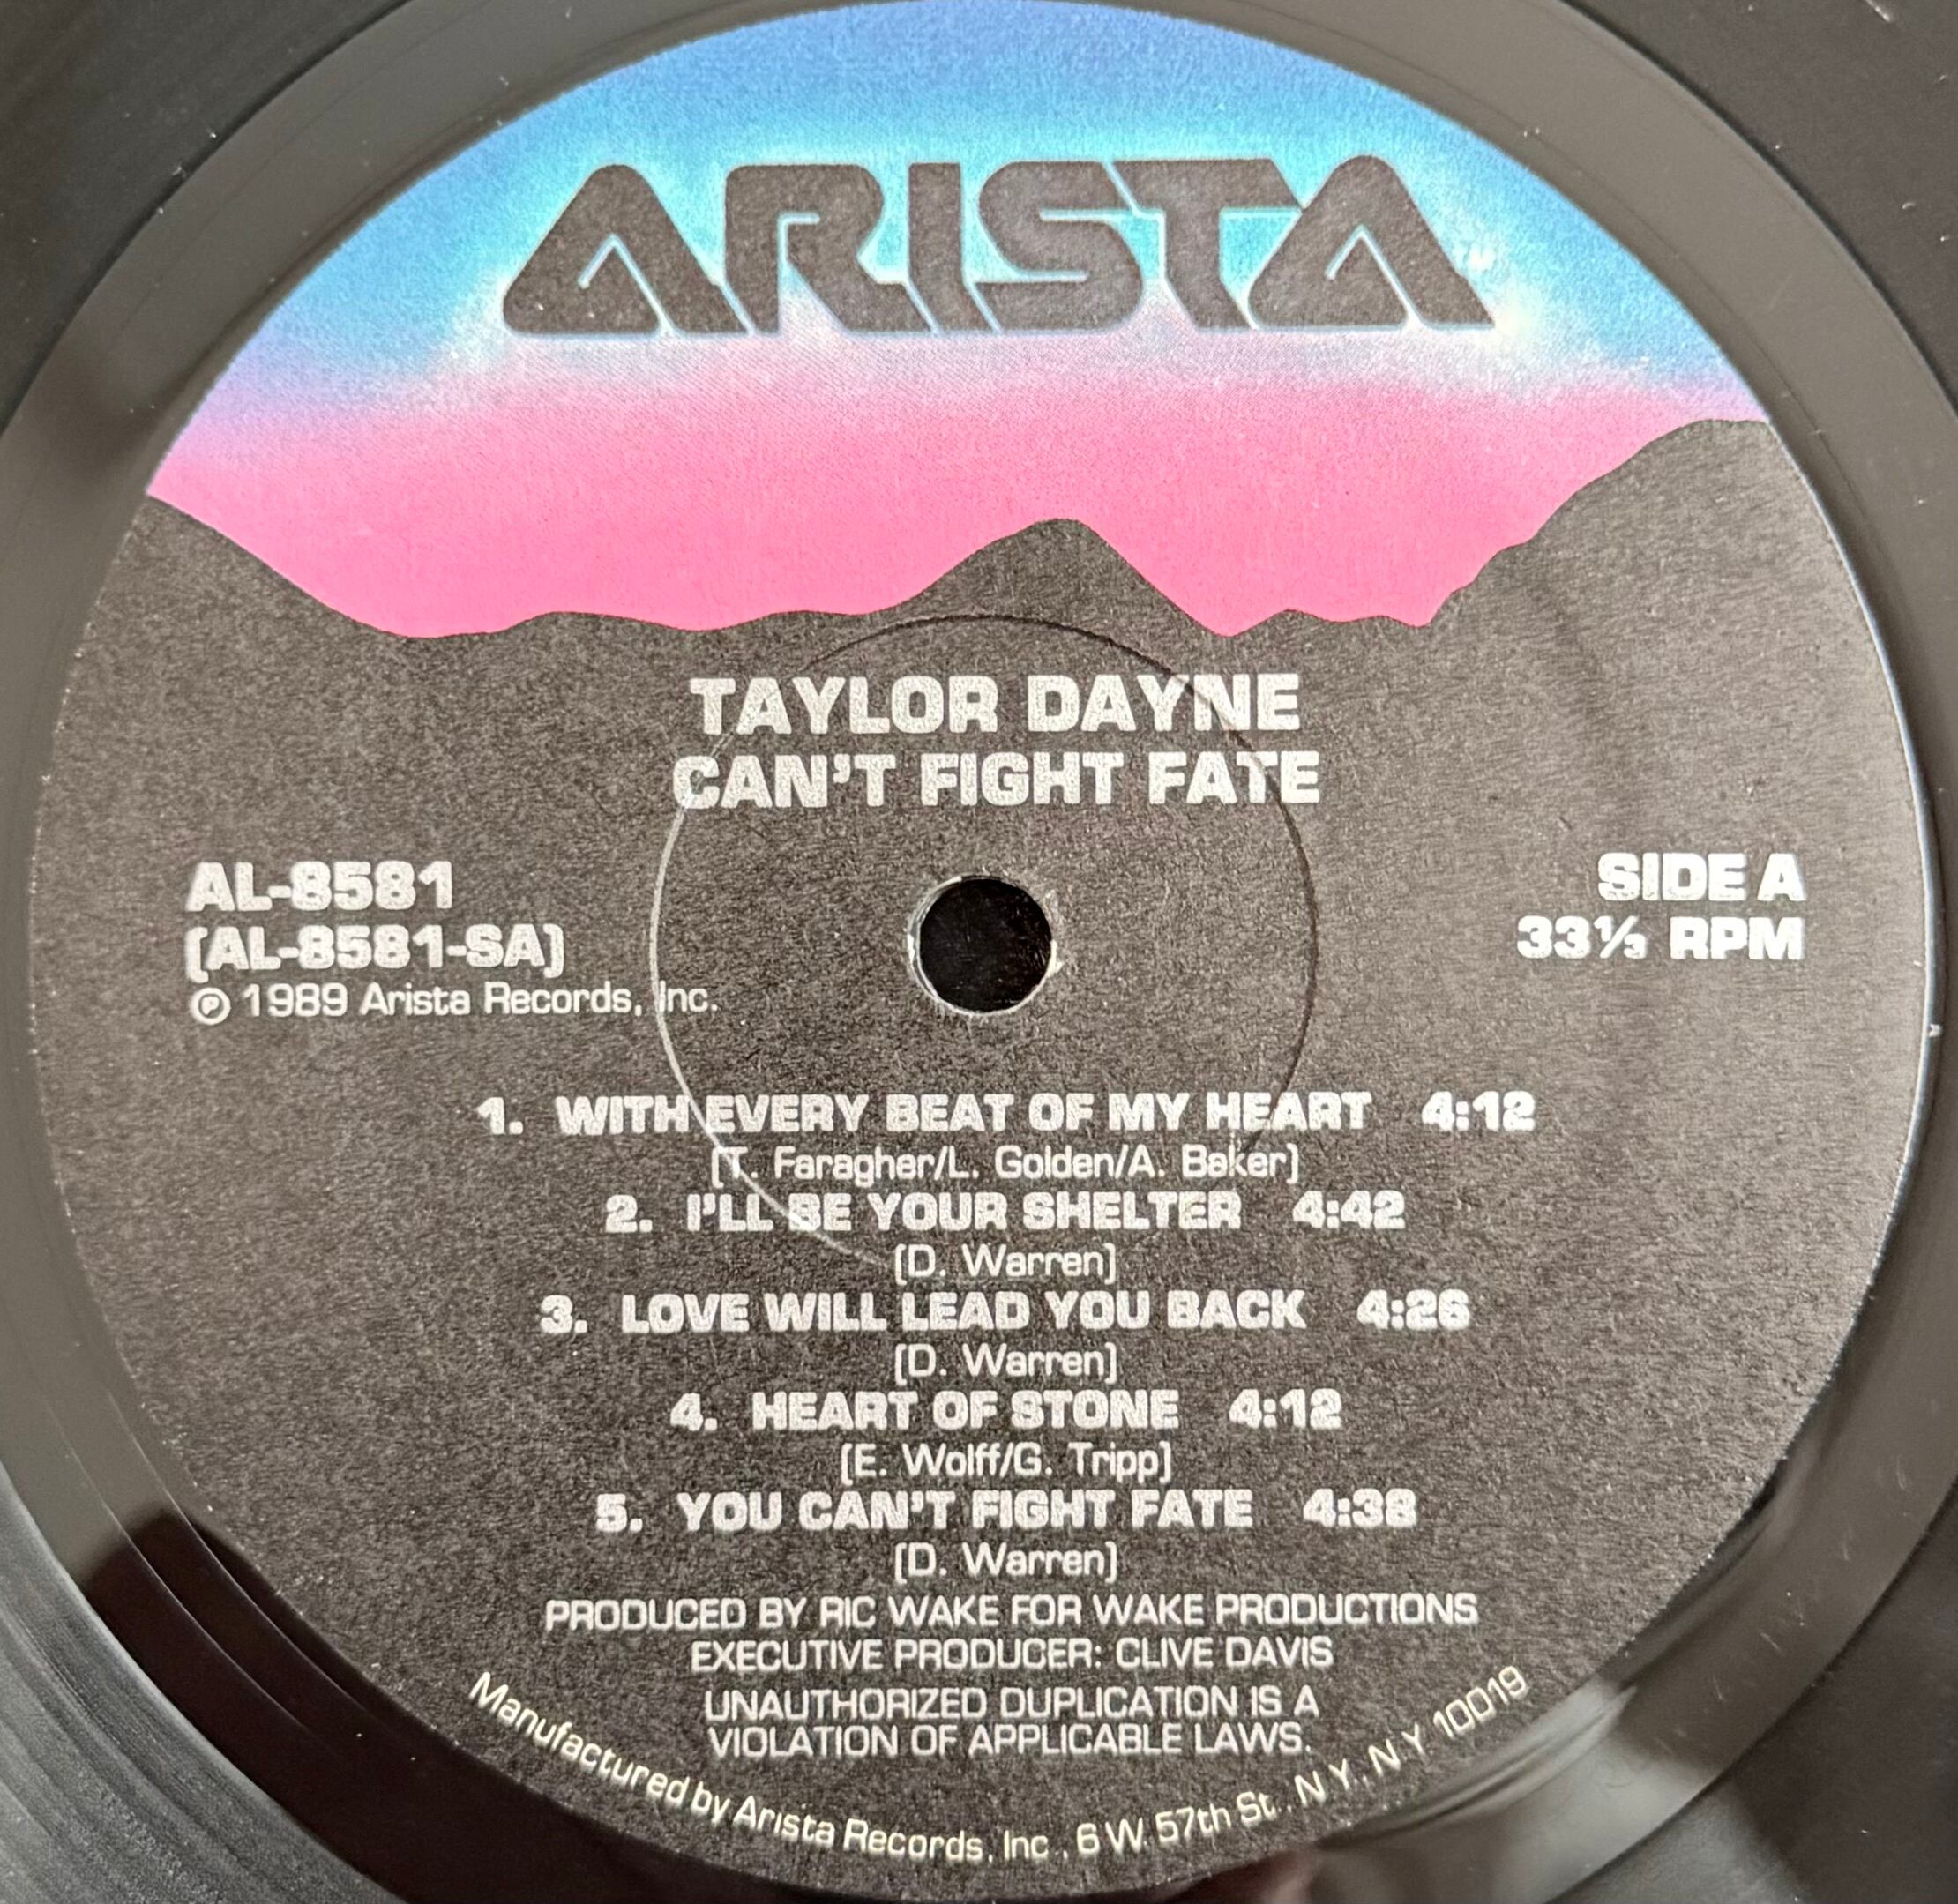 ARISTA
TAYLOR DAYNE
CAN'T FIGHT FATE
AL-8581
[AL-8581-SA]
℗ 1989 Arista Records, Inc.
SIDE A
33⅓ RPM
1. WITH EVERY BEAT OF MY HEART 4:12
[T. Faragher/L. Golden/A. Baker]
2. I'LL BE YOUR SHELTER 4:42
[D. Warren]
3. LOVE WILL LEAD YOU BACK 4:26
[D. Warren]
4. HEART OF STONE 4:12
[E. Wolff/G. Tripp]
5. YOU CAN'T FIGHT FATE 4:38
[D. Warren]
PRODUCED BY RIC WAKE FOR WAKE PRODUCTIONS
EXECUTIVE PRODUCER: CLIVE DAVIS
UNAUTHORIZED DUPLICATION IS A
VIOLATION OF APPLICABLE LAWS.
Manufactured by Arista Records, Inc., 6 W. 57th St., N.Y., N.Y. 10019